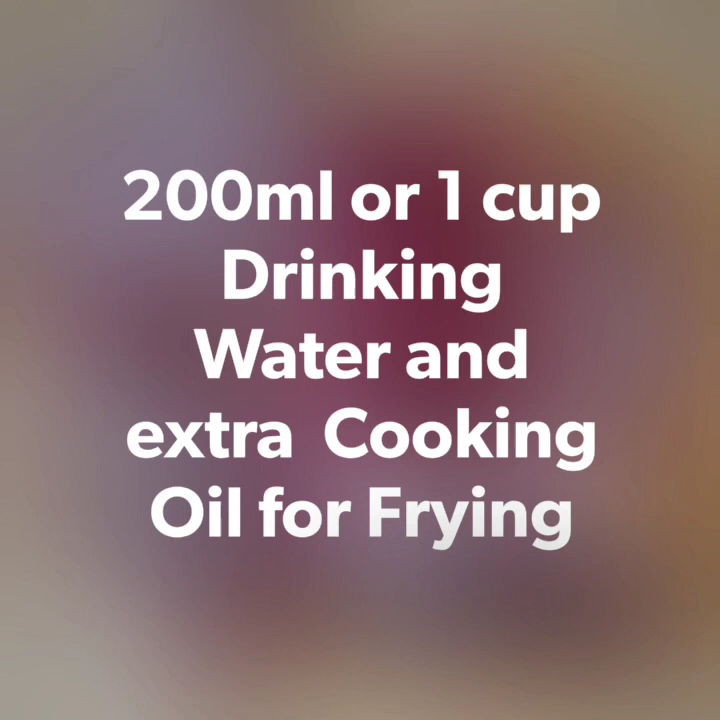 200ml or 1 cup
Drinking
Water and
extra  Cooking
Oil for Frying